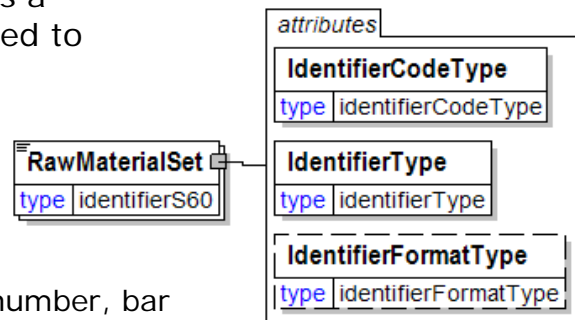 s a
ed to
attributes
IdentifierCodeType
type identifierCodeType
RawMaterialSet
type identifierS60
IdentifierType
type identifierType
IdentifierFormatType
type identifierFormatType
number, bar